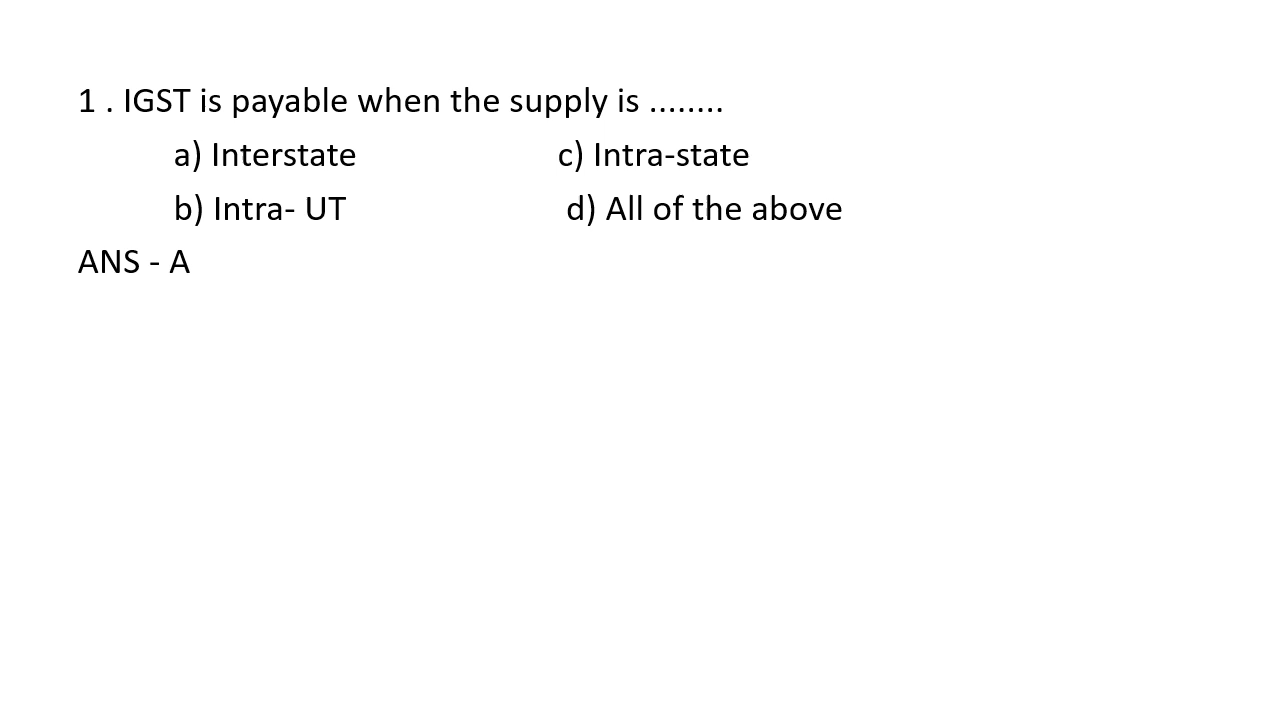 1 . IGST is payable when the supply is ........
a) Interstate c) Intra-state
b) Intra- UT d) All of the above
ANS - A